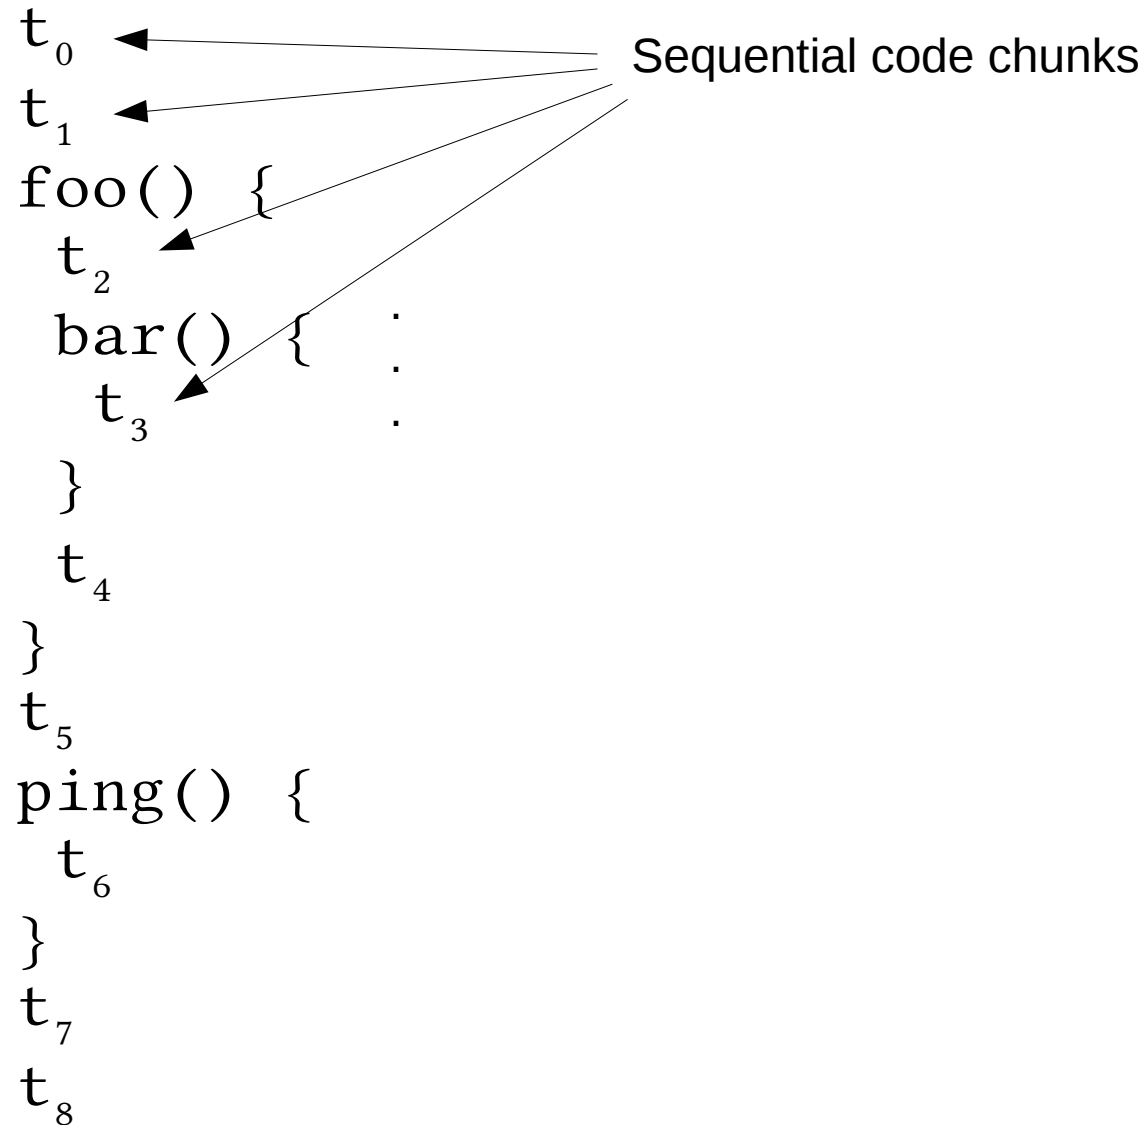 t₀
Sequential code chunks
t₁
foo() {
t₂
bar() {
.
.
t₃
.
}
t₄
}
t₅
ping() {
t₆
}
t₇
t₈